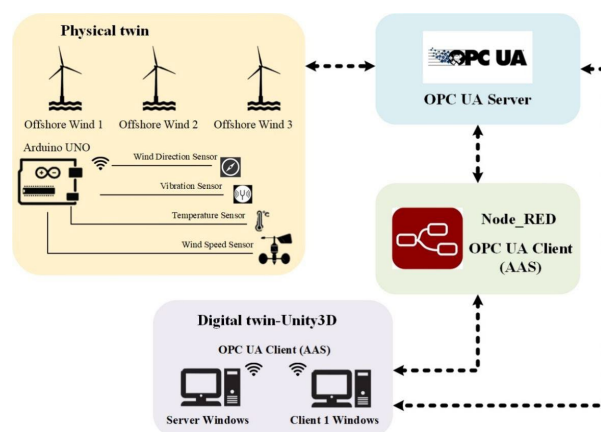 Physical twin
Offshore Wind 1
Offshore Wind 2
Offshore Wind 3
Arduino UNO
Wind Direction Sensor
Vibration Sensor
Temperature Sensor
°C
Wind Speed Sensor
OPC UA
OPC UA Server
Node_RED
OPC UA Client
(AAS)
Digital twin-Unity3D
OPC UA Client (AAS)
Server Windows
Client 1 Windows